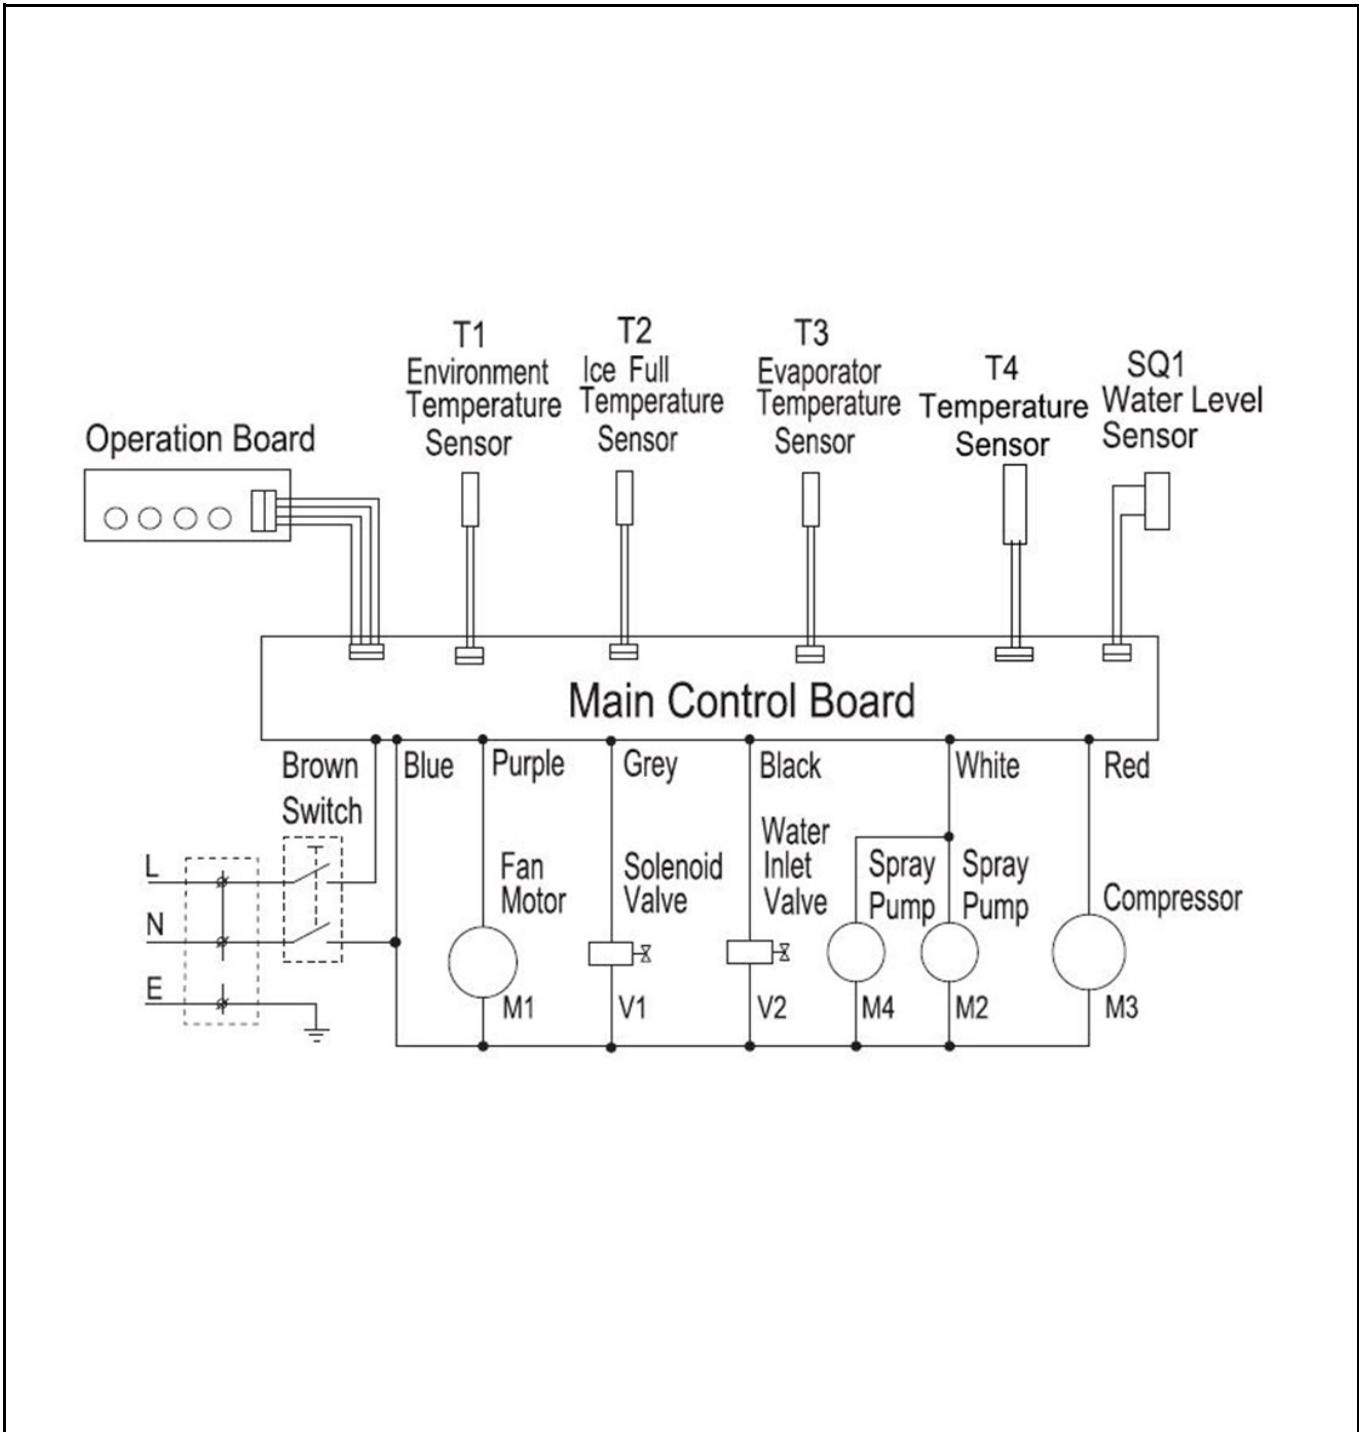 T1
Environment
Temperature
Sensor
T2
Ice Full
Temperature
Sensor
T3
Evaporator
Temperature
Sensor
T4
Temperature
Sensor
SQ1
Water Level
Sensor
Operation Board
Main Control Board
Brown
Blue
Purple
Grey
Black
White
Red
Switch
L
N
E
Fan
Motor
M1
Solenoid
Valve
V1
Water
Inlet
Valve
V2
Spray
Pump
M4
Spray
Pump
M2
Compressor
M3